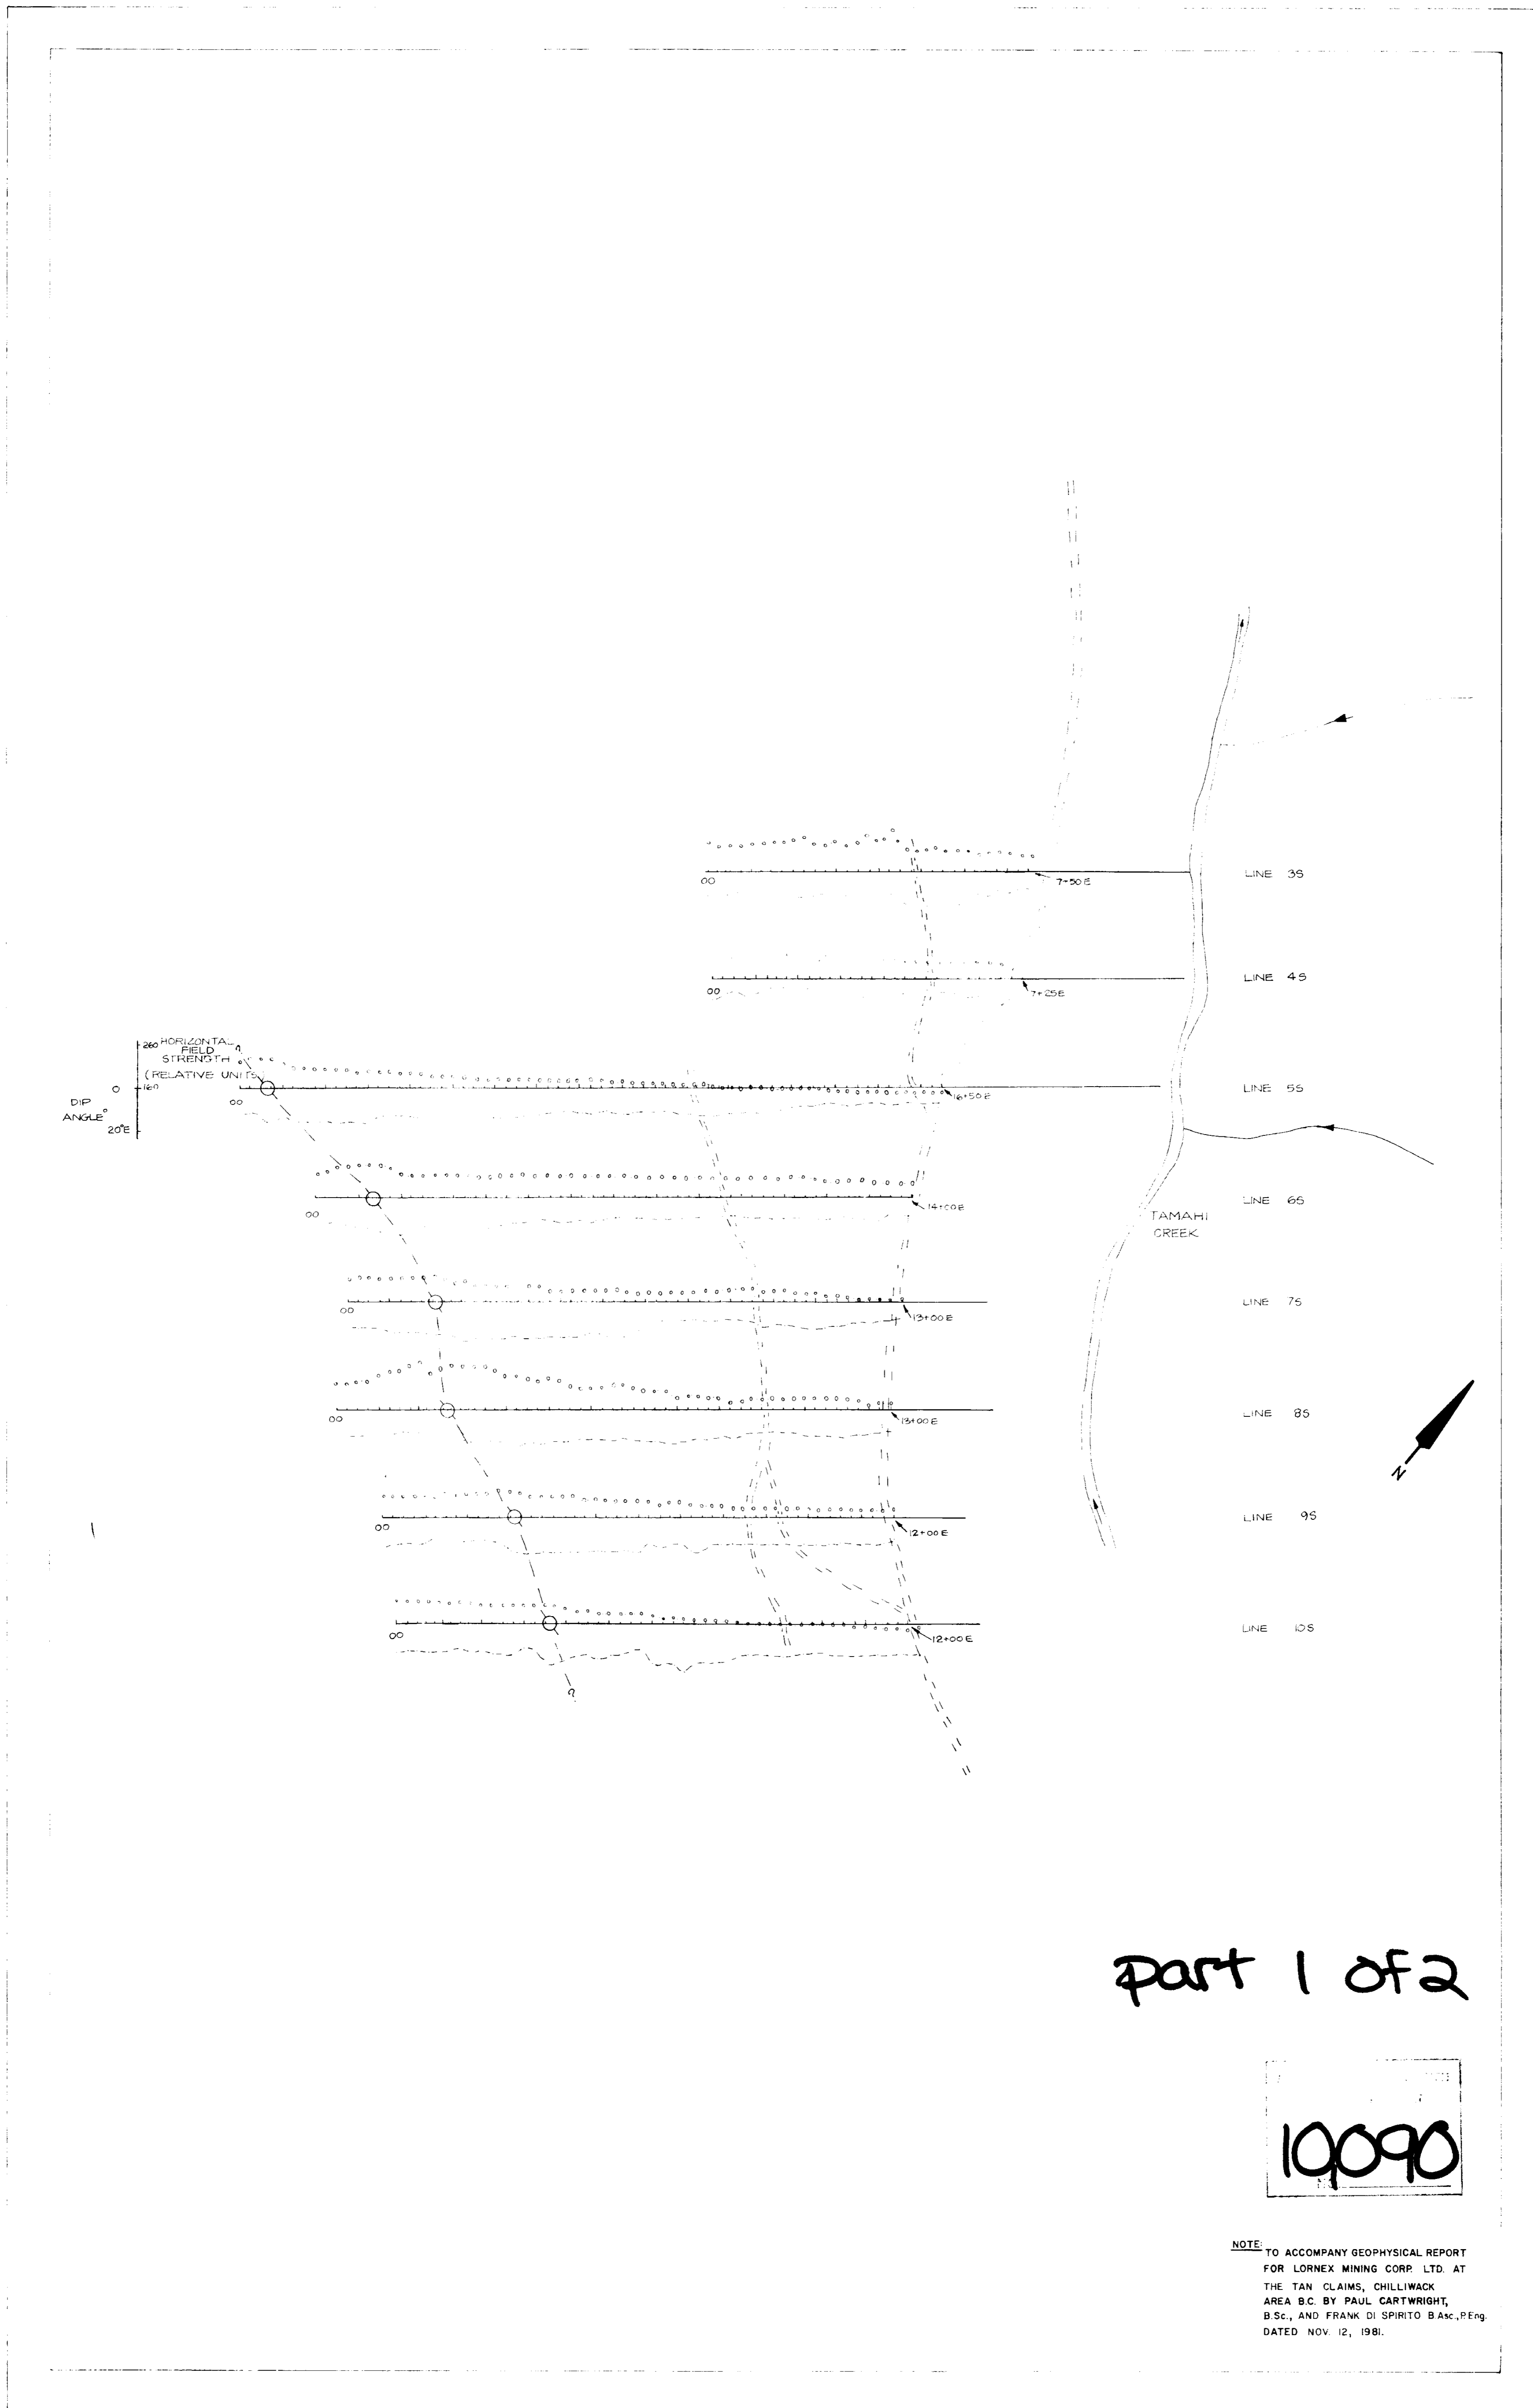 00
7+50E
LINE 3S
00
7+25E
LINE 4S
260 HORIZONTAL
FIELD
STRENGTH
(RELATIVE UNITS)
?
0
160
DIP
ANGLE°
20°E
00
16+50E
LINE 5S
00
14+00E
LINE 6S
TAMAHI
CREEK
00
13+00E
LINE 7S
00
13+00E
LINE 8S
N
00
12+00E
LINE 9S
00
12+00E
LINE 10S
?
part 1 of 2
10,090
NO
NOTE: TO ACCOMPANY GEOPHYSICAL REPORT
FOR LORNEX MINING CORP. LTD. AT
THE TAN CLAIMS, CHILLIWACK
AREA B.C. BY PAUL CARTWRIGHT,
B.Sc., AND FRANK DI SPIRITO B.Asc., P.Eng.
DATED NOV. 12, 1981.